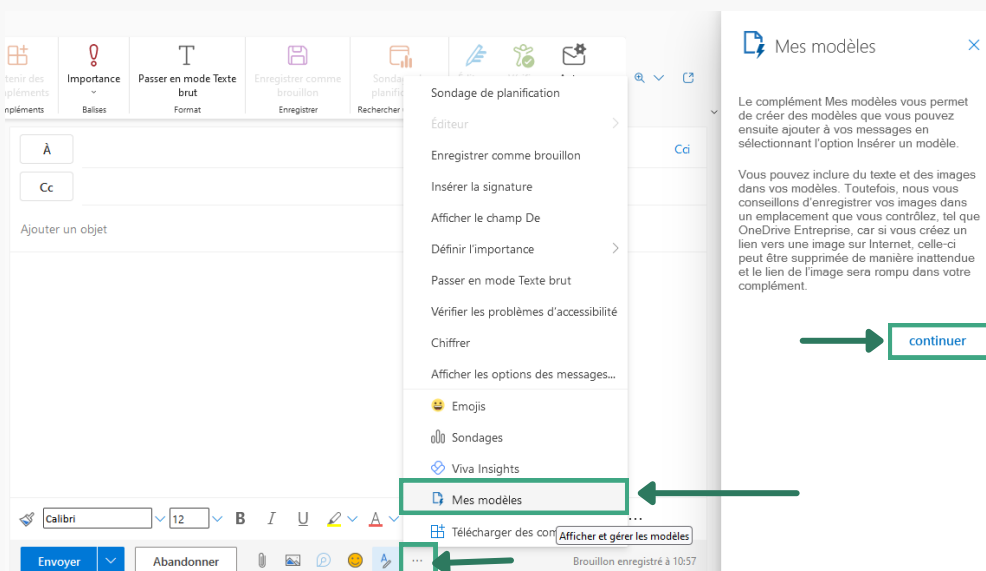 Importance
Passer en mode Texte
brut
Enregistrer comme
brouillon
Balises
Format
Enregistrer
Rechercher
À
Cci
Cc
Ajouter un objet
Sondage de planification
Éditeur
Enregistrer comme brouillon
Insérer la signature
Afficher le champ De
Définir l'importance
Passer en mode Texte brut
Vérifier les problèmes d'accessibilité
Chiffrer
Afficher les options des messages...
Emojis
Sondages
Viva Insights
Mes modèles
Télécharger des com
Afficher et gérer les modèles
Calibri
12
B I U A
...
Envoyer
Abandonner
...
Brouillon enregistré à 10:57
Mes modèles
Le complément Mes modèles vous permet
de créer des modèles que vous pouvez
ensuite ajouter à vos messages en
sélectionnant l'option Insérer un modèle.
Vous pouvez inclure du texte et des images
dans vos modèles. Toutefois, nous vous
conseillons d'enregistrer vos images dans
un emplacement que vous contrôlez, tel que
OneDrive Entreprise, car si vous créez un
lien vers une image sur Internet, celle-ci
peut être supprimée de manière inattendue
et le lien de l'image sera rompu dans votre
complément.
continuer